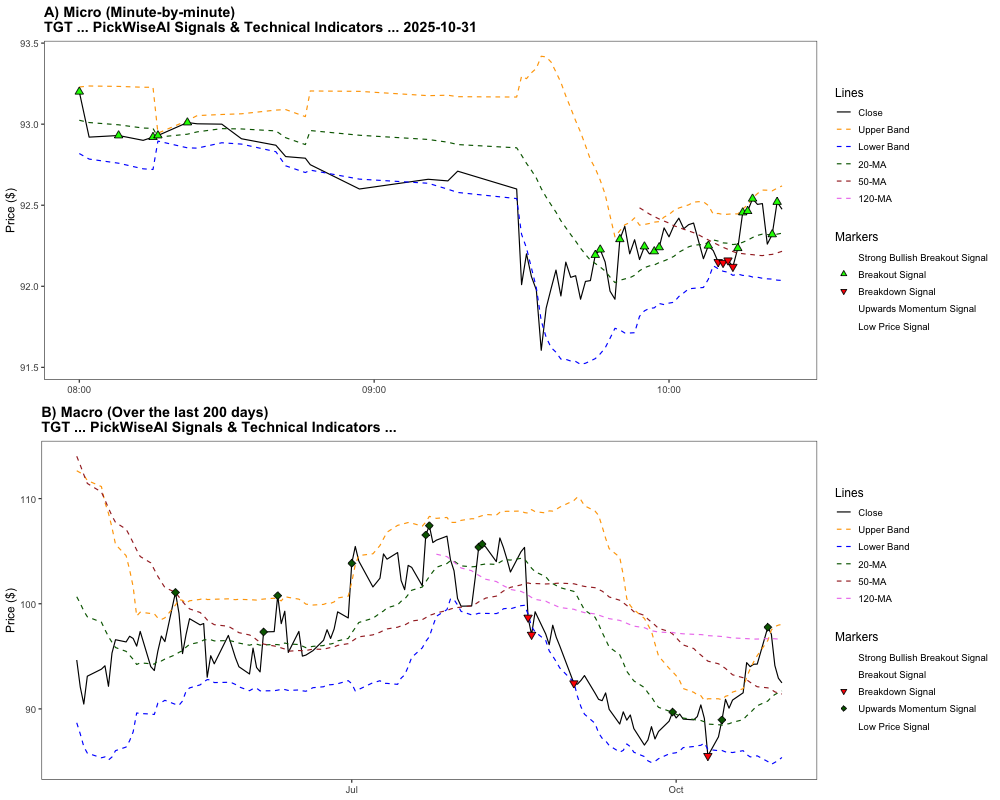 A) Micro (Minute-by-minute)
TGT ... PickWiseAI Signals & Technical Indicators ... 2025-10-31
93.5
93.0
92.5
92.0
91.5
Price ($)
08:00
09:00
10:00
Lines
Close
Upper Band
Lower Band
20-MA
50-MA
120-MA
Markers
Strong Bullish Breakout Signal
Breakout Signal
Breakdown Signal
Upwards Momentum Signal
Low Price Signal
B) Macro (Over the last 200 days)
TGT ... PickWiseAI Signals & Technical Indicators ...
110
100
90
Price ($)
Jul
Oct
Lines
Close
Upper Band
Lower Band
20-MA
50-MA
120-MA
Markers
Strong Bullish Breakout Signal
Breakout Signal
Breakdown Signal
Upwards Momentum Signal
Low Price Signal